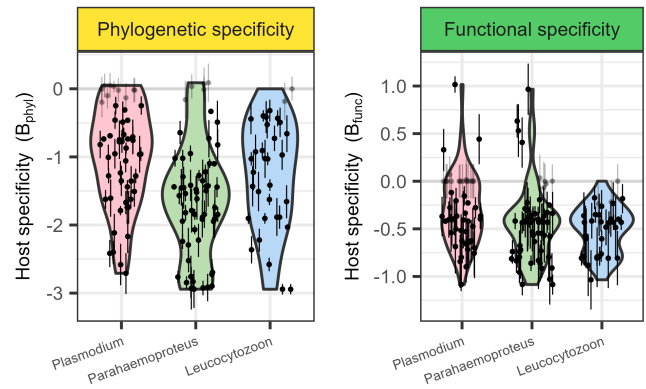 Phylogenetic specificity
Host specificity (Bphyl)
0
-1
-2
-3
Plasmodium
Parahaemoproteus
Leucocytozoon
Functional specificity
Host specificity (Bfunc)
1.0
0.5
0.0
-0.5
-1.0
Plasmodium
Parahaemoproteus
Leucocytozoon